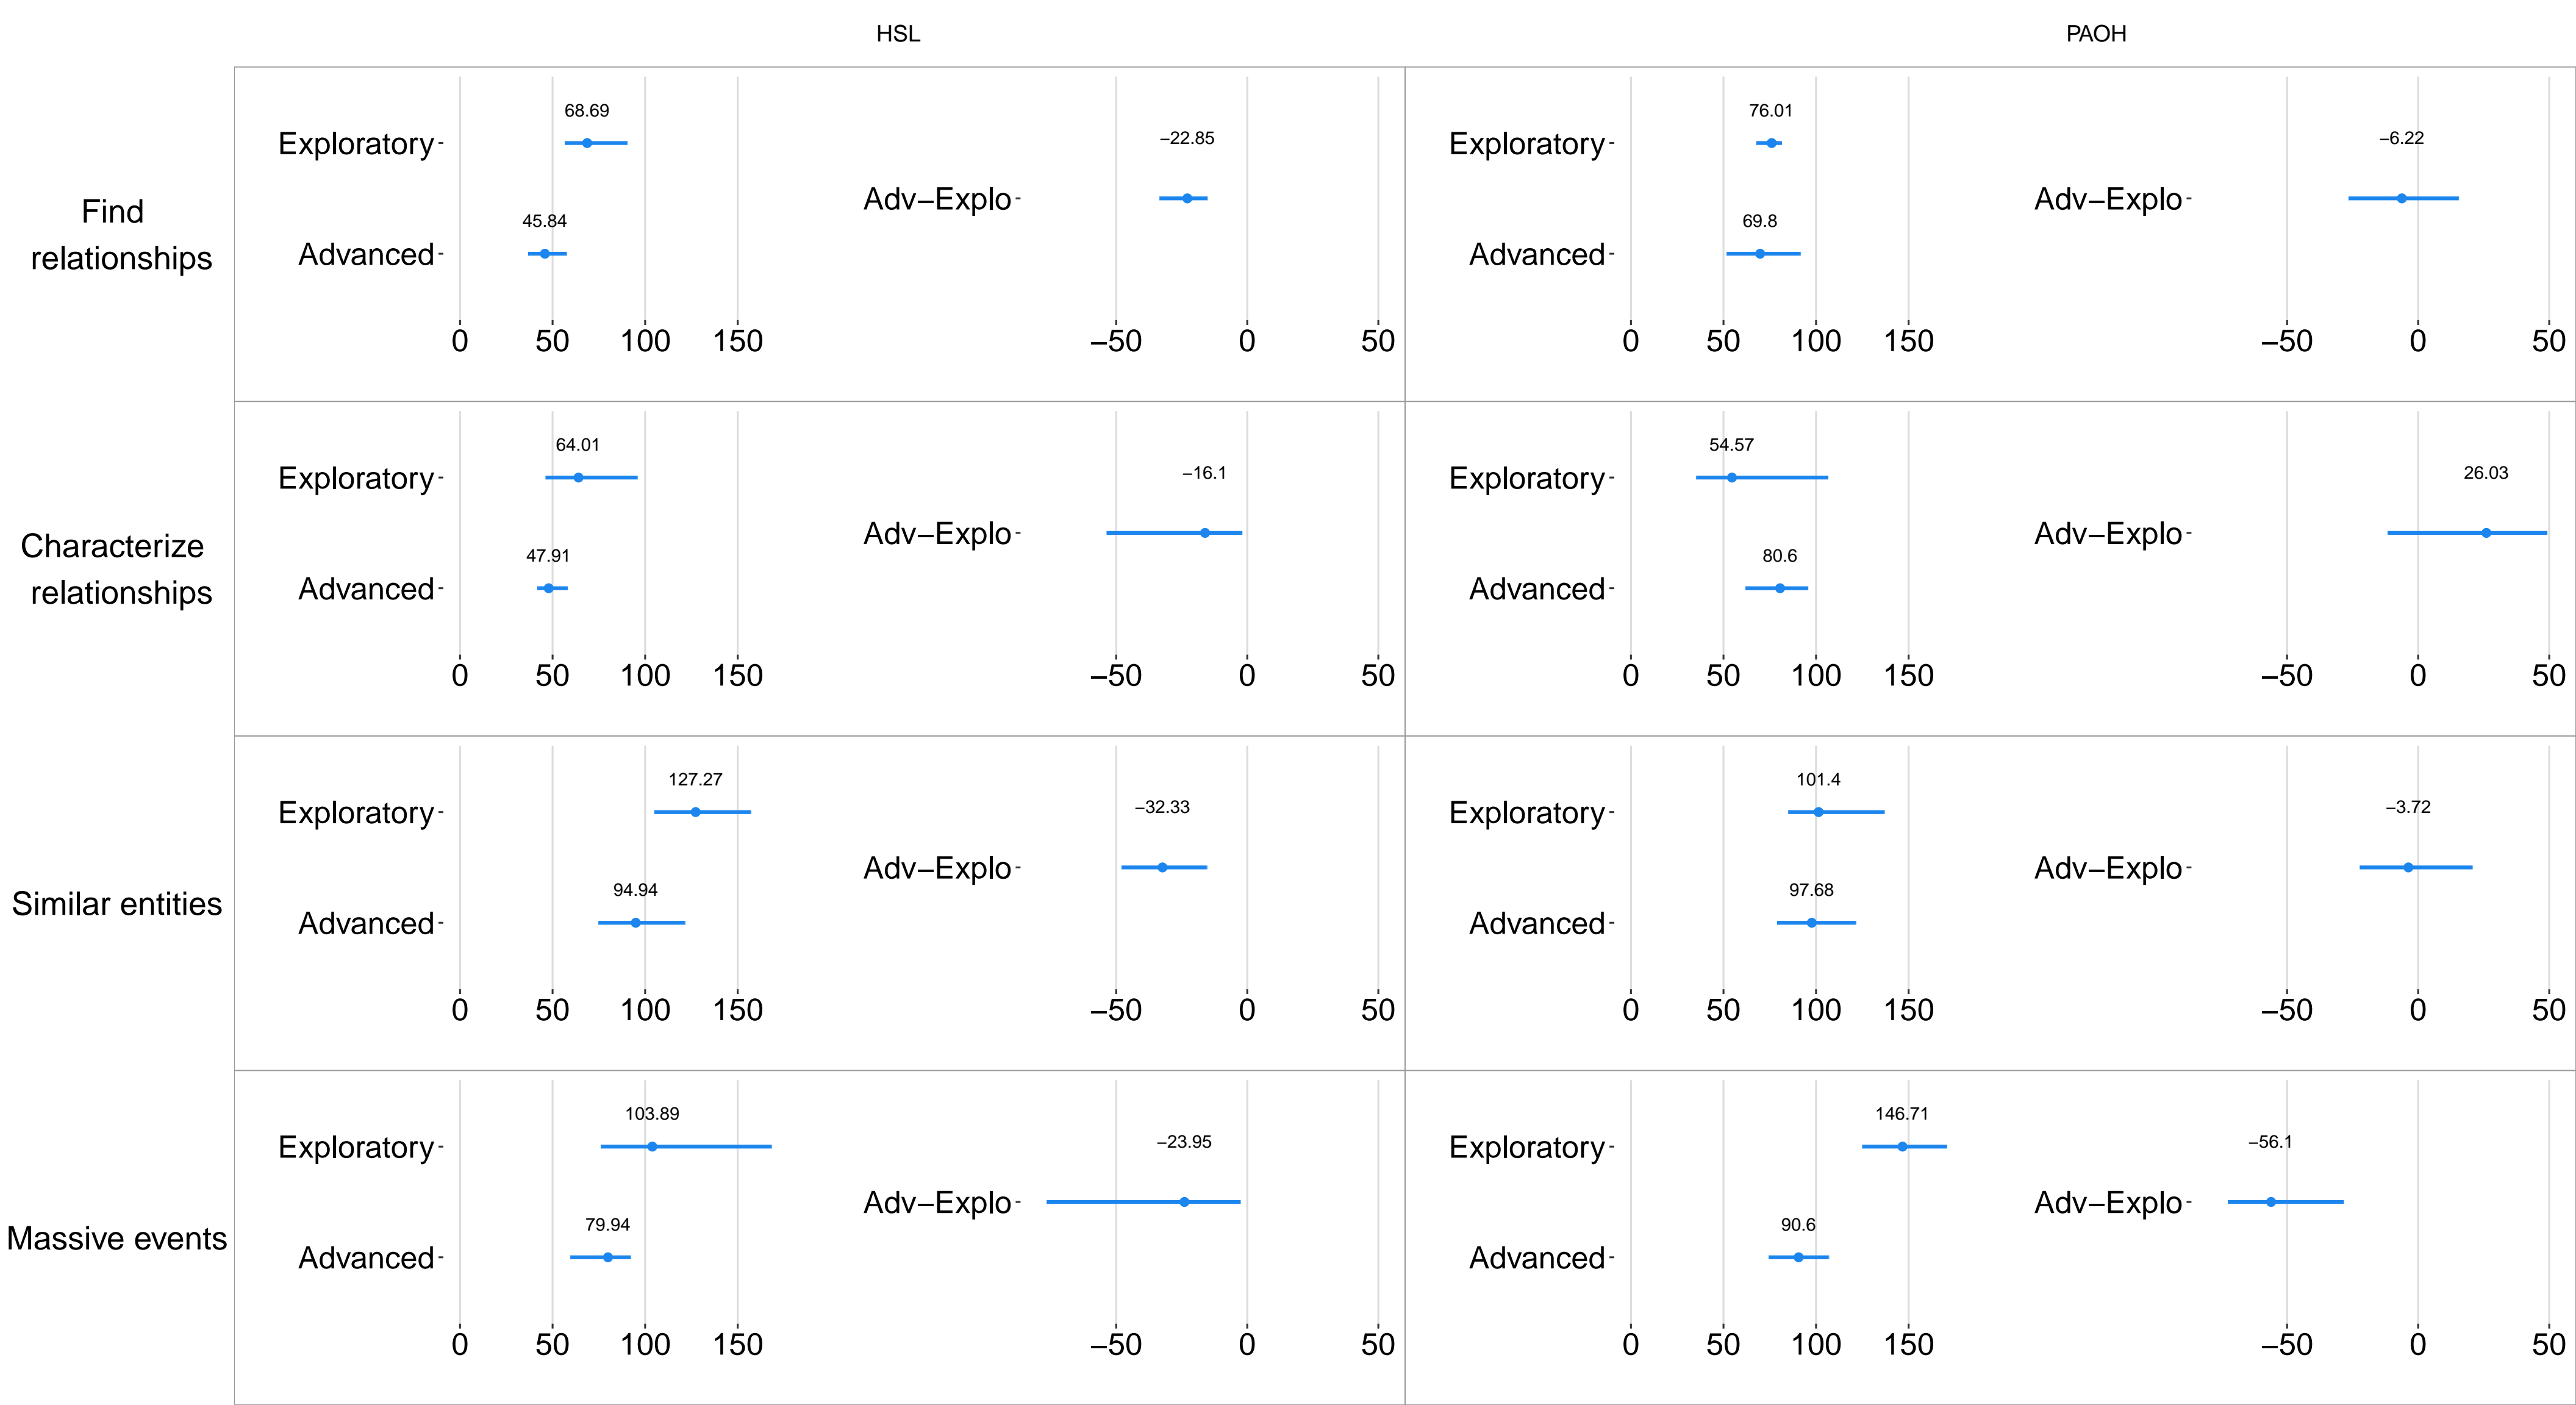 HSL
PAOH
Find
relationships
Exploratory
68.69
Advanced
45.84
0 50 100 150
Adv–Explo
–22.85
–50 0 50
Exploratory
76.01
Advanced
69.8
0 50 100 150
Adv–Explo
–6.22
–50 0 50
Characterize
relationships
Exploratory
64.01
Advanced
47.91
0 50 100 150
Adv–Explo
–16.1
–50 0 50
Exploratory
54.57
Advanced
80.6
0 50 100 150
Adv–Explo
26.03
–50 0 50
Similar entities
Exploratory
127.27
Advanced
94.94
0 50 100 150
Adv–Explo
–32.33
–50 0 50
Exploratory
101.4
Advanced
97.68
0 50 100 150
Adv–Explo
–3.72
–50 0 50
Massive events
Exploratory
103.89
Advanced
79.94
0 50 100 150
Adv–Explo
–23.95
–50 0 50
Exploratory
146.71
Advanced
90.6
0 50 100 150
Adv–Explo
–56.1
–50 0 50